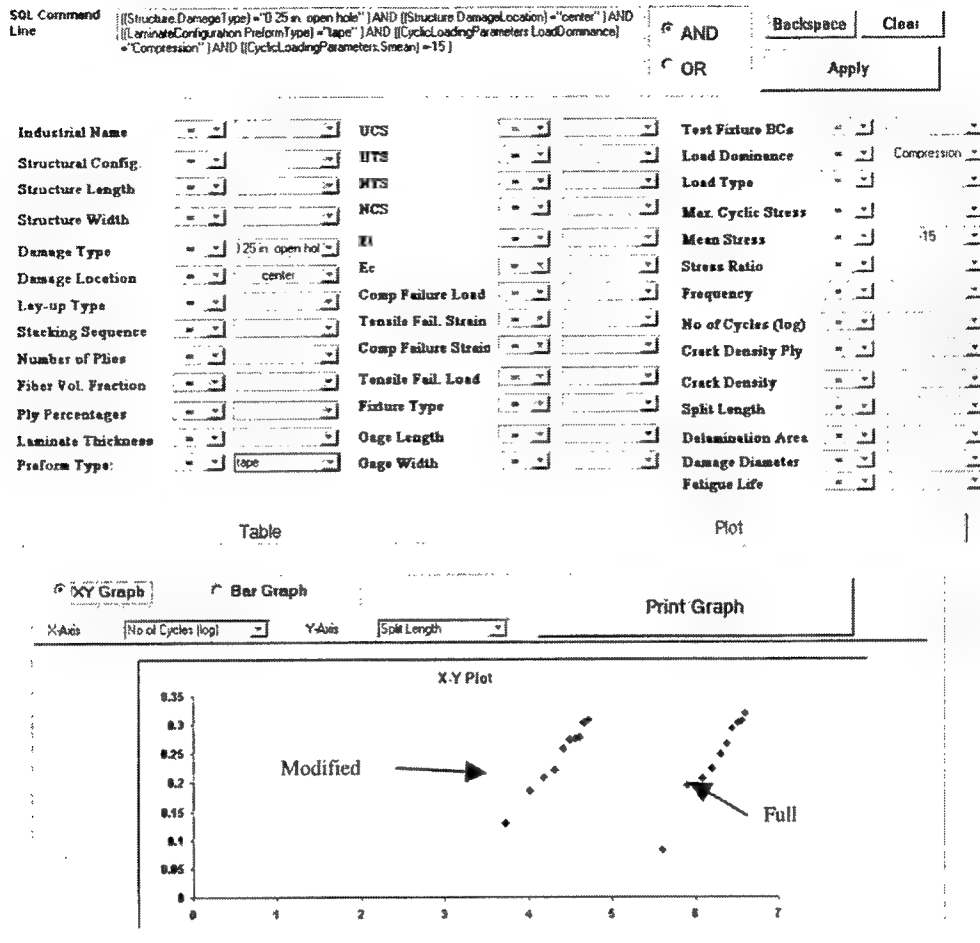 SQL Command Line
[[Structure.DamageType) ="0 25 in. open hole" ] AND [[Structure DamageLocation) ="center" ] AND
[[LaminateConfiguration PreformType] ="tape" ] AND [[CyclicLoadingParameters LoadDominance]
="Compression" ] AND [[CyclicLoadingParameters.Smean] =-15 ]
AND
OR
Backspace Clear
Apply
Industrial Name =
Structural Config. =
Structure Length =
Structure Width =
Damage Type = ) 25 in open hol
Damage Location = center
Lay-up Type =
Stacking Sequence =
Number of Plies =
Fiber Vol. Fraction =
Ply Percentages =
Laminate Thickness =
Preform Type: = tape
UCS =
UTS =
NTS =
NCS =
Et =
Ec =
Comp Failure Load =
Tensile Fail. Strain =
Comp Failure Strain =
Tensile Fail. Load =
Fixture Type =
Gage Length =
Gage Width =
Test Fixture BCs =
Load Dominance = Compression
Load Type =
Max. Cyclic Stress =
Mean Stress = -15
Stress Ratio =
Frequency =
No of Cycles (log) =
Crack Density Ply =
Crack Density =
Split Length =
Delamination Area =
Damage Diameter =
Fatigue Life =
Table Plot
XY Graph Bar Graph
Print Graph
X-Axis No of Cycles (log) Y-Axis Split Length
X-Y Plot
0.35
0.3
0.25
0.2
0.15
0.1
0.05
0
Modified
Full
0 1 2 3 4 5 6 7